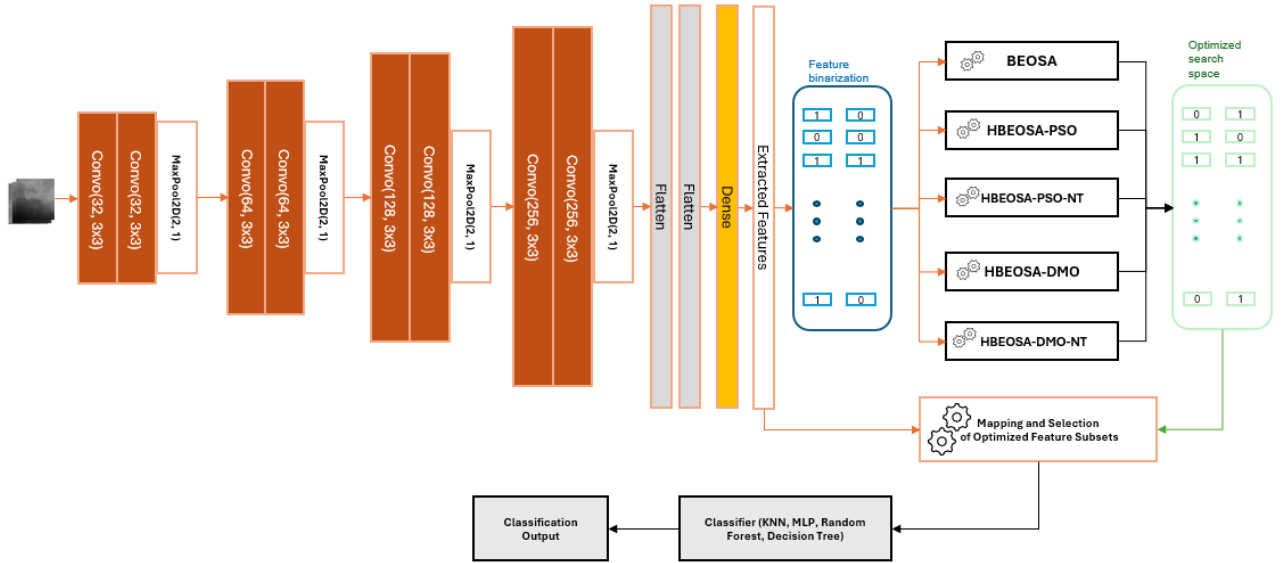 Convo(32, 3x3)
Convo(32, 3x3)
MaxPool2D(2, 1)
Convo(64, 3x3)
Convo(64, 3x3)
MaxPool2D(2, 1)
Convo(128, 3x3)
Convo(128, 3x3)
MaxPool2D(2, 1)
Convo(256, 3x3)
Convo(256, 3x3)
MaxPool2D(2, 1)
Flatten
Flatten
Dense
Extracted Features
Feature
binarization
1 0
0 0
1 1
1 0
BEOSA
HBEOSA-PSO
HBEOSA-PSO-NT
HBEOSA-DMO
HBEOSA-DMO-NT
Optimized
search
space
0 1
1 0
1 1
0 1
Mapping and Selection
of Optimized Feature Subsets
Classifier (KNN, MLP, Random
Forest, Decision Tree)
Classification
Output